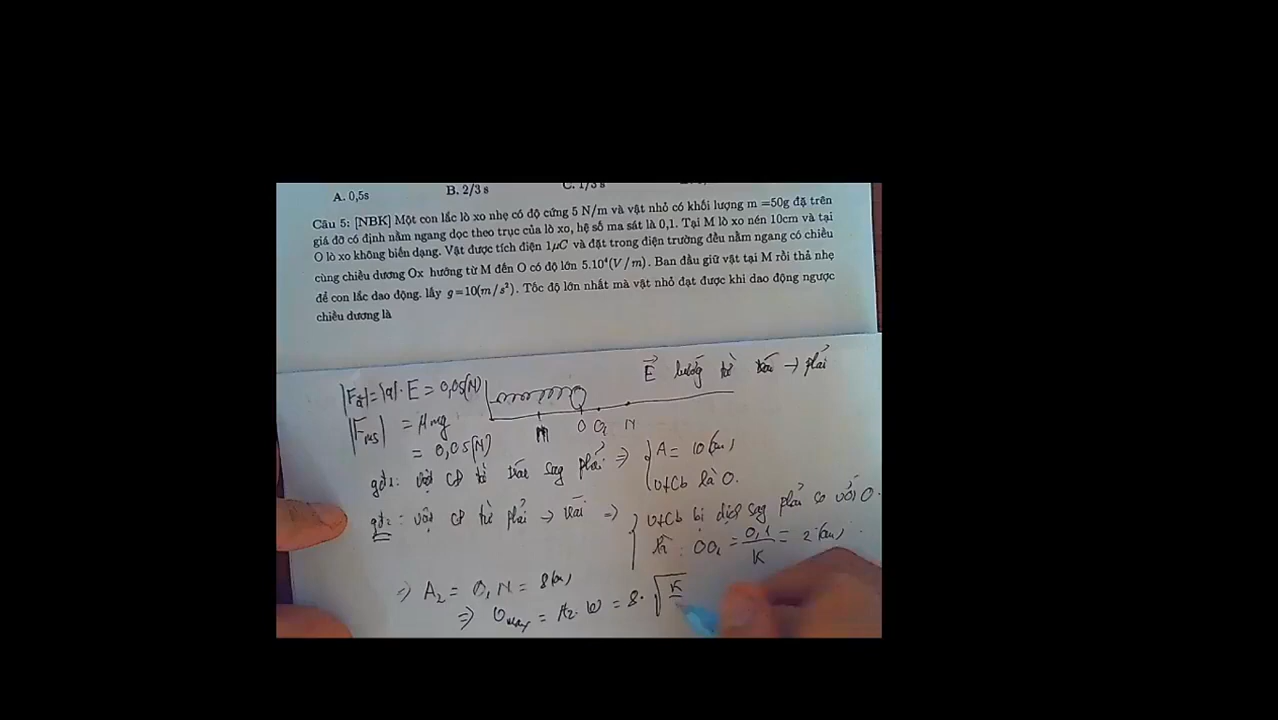 A. 0,5s B. 2/3 s C. 1/3 s
Câu 5: [NBK] Một con lắc lò xo nhẹ có độ cứng 5 N/m và vật nhỏ có khối lượng m =50g đặ trên
giá đỡ có định nằm ngang dọc theo trục của lò xo, hệ số ma sát là 0,1. Tại M lò xo nén 10cm và tại
O lò xo không biến dạng. Vật được tích điện 1μC và đặt trong điện trường đều nằm ngang có chiều
cùng chiều dương Ox hướng từ M đến O có độ lớn 5.10⁴(V/m). Ban đầu giữ vật tại M rồi thả nhẹ
để con lắc dao động. lấy g=10(m/s²). Tốc độ lớn nhất mà vật nhỏ đạt được khi dao động ngược
chiều dương là
E⃗ hướng từ trái → phải
|Fđ| = |q|.E = 0,05(N)
|Fms| = μmg
= 0,05(N)
M O O₁ N
gđ1: vật CĐ từ trái sag phải ⇒ A = 10(cm)
VTCB là O.
gđ2: vật CĐ từ phải → trái ⇒ VTCB bị dịch sag phải so với O.
là: OO₁ = 0,1/K = 2(cm)
⇒ A₂ = O₁N = 8(cm)
⇒ Vmax = A₂.ω = 8.√K